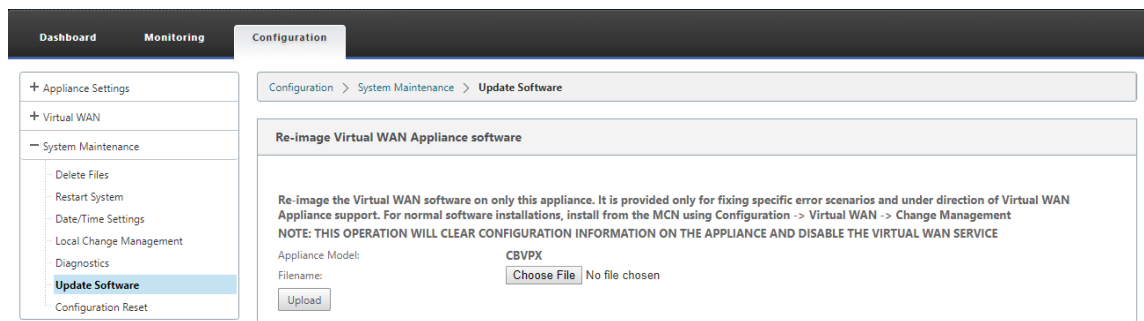 Dashboard Monitoring Configuration
+ Appliance Settings
+ Virtual WAN
− System Maintenance
Delete Files
Restart System
Date/Time Settings
Local Change Management
Diagnostics
Update Software
Configuration Reset
Configuration > System Maintenance > Update Software
Re-image Virtual WAN Appliance software
Re-image the Virtual WAN software on only this appliance. It is provided only for fixing specific error scenarios and under direction of Virtual WAN
Appliance support. For normal software installations, install from the MCN using Configuration -> Virtual WAN -> Change Management
NOTE: THIS OPERATION WILL CLEAR CONFIGURATION INFORMATION ON THE APPLIANCE AND DISABLE THE VIRTUAL WAN SERVICE
Appliance Model: CBVPX
Filename: Choose File No file chosen
Upload